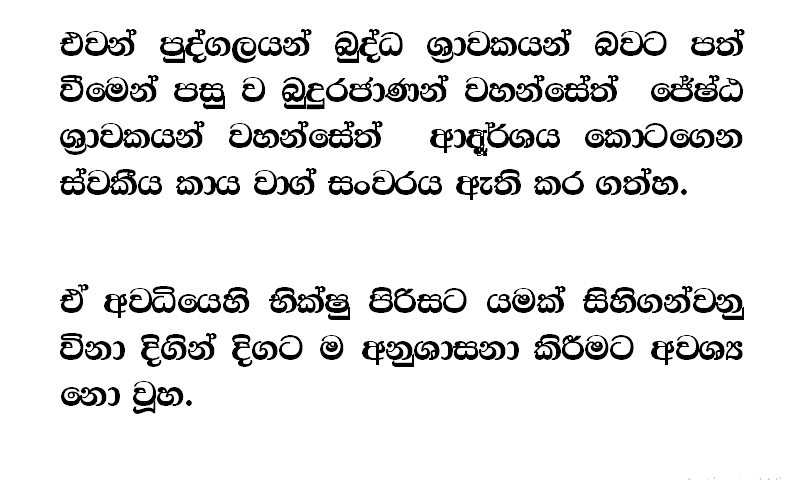 එවන් පුද්ගලයන් බුද්ධ ශ්‍රාවකයන් බවට පත්
වීමෙන් පසු ව බුදුරජාණන් වහන්සේත් ජේෂ්ඨ
ශ්‍රාවකයන් වහන්සේත් ආදර්ශය කොටගෙන
ස්වකීය කාය වාග් සංවරය ඇති කර ගත්හ.
ඒ අවධියෙහි භික්ෂු පිරිසට යමක් සිහිගන්වනු
විනා දිගින් දිගට ම අනුශාසනා කිරීමට අවශ්‍ය
නො වූහ.